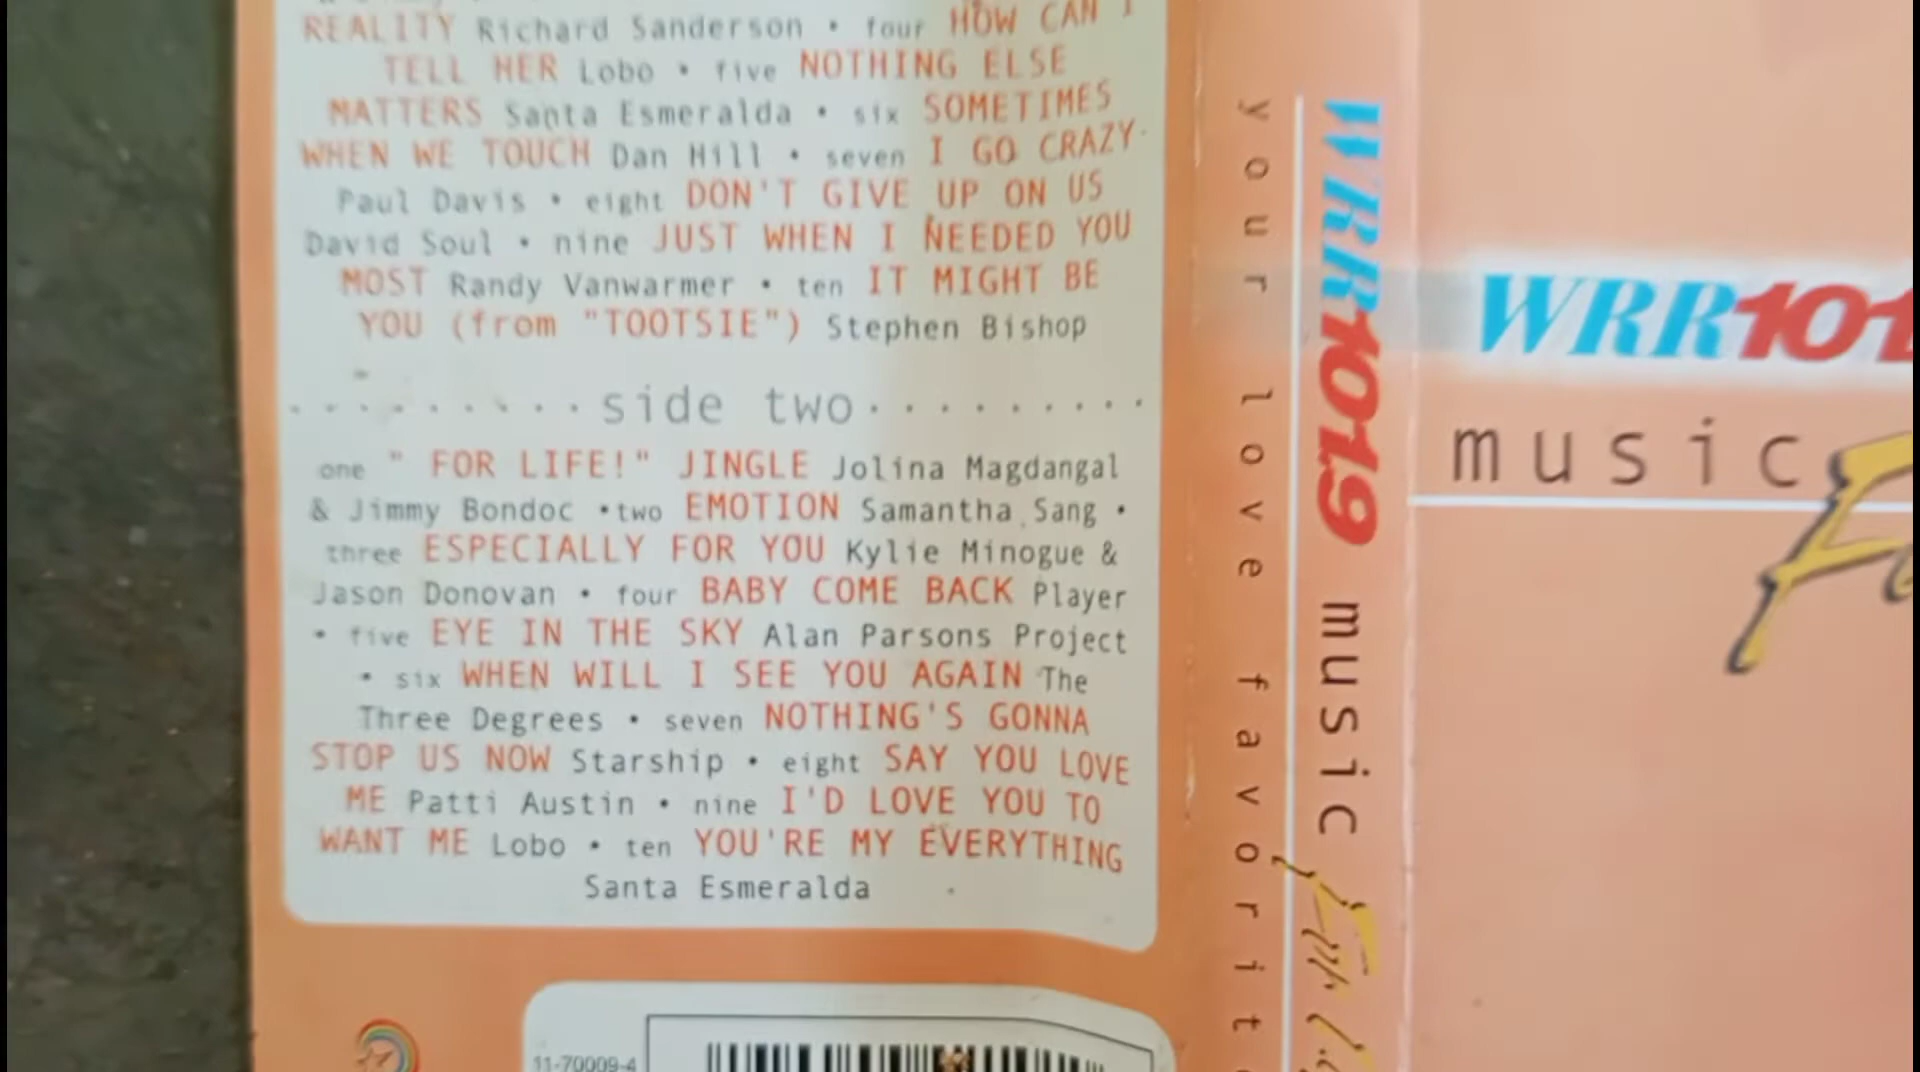 REALITY Richard Sanderson • four HOW CAN I
TELL HER Lobo • five NOTHING ELSE
MATTERS Santa Esmeralda • six SOMETIMES
WHEN WE TOUCH Dan Hill • seven I GO CRAZY
Paul Davis • eight DON'T GIVE UP ON US
David Soul • nine JUST WHEN I NEEDED YOU
MOST Randy Vanwarmer • ten IT MIGHT BE
YOU (from "TOOTSIE") Stephen Bishop
side two
one " FOR LIFE!" JINGLE Jolina Magdangal
& Jimmy Bondoc •two EMOTION Samantha Sang •
three ESPECIALLY FOR YOU Kylie Minogue &
Jason Donovan • four BABY COME BACK Player
• five EYE IN THE SKY Alan Parsons Project
• six WHEN WILL I SEE YOU AGAIN The
Three Degrees • seven NOTHING'S GONNA
STOP US NOW Starship • eight SAY YOU LOVE
ME Patti Austin • nine I'D LOVE YOU TO
WANT ME Lobo • ten YOU'RE MY EVERYTHING
Santa Esmeralda
11-70009-4
your love favorit
WRR101.9 music
WRR101
music